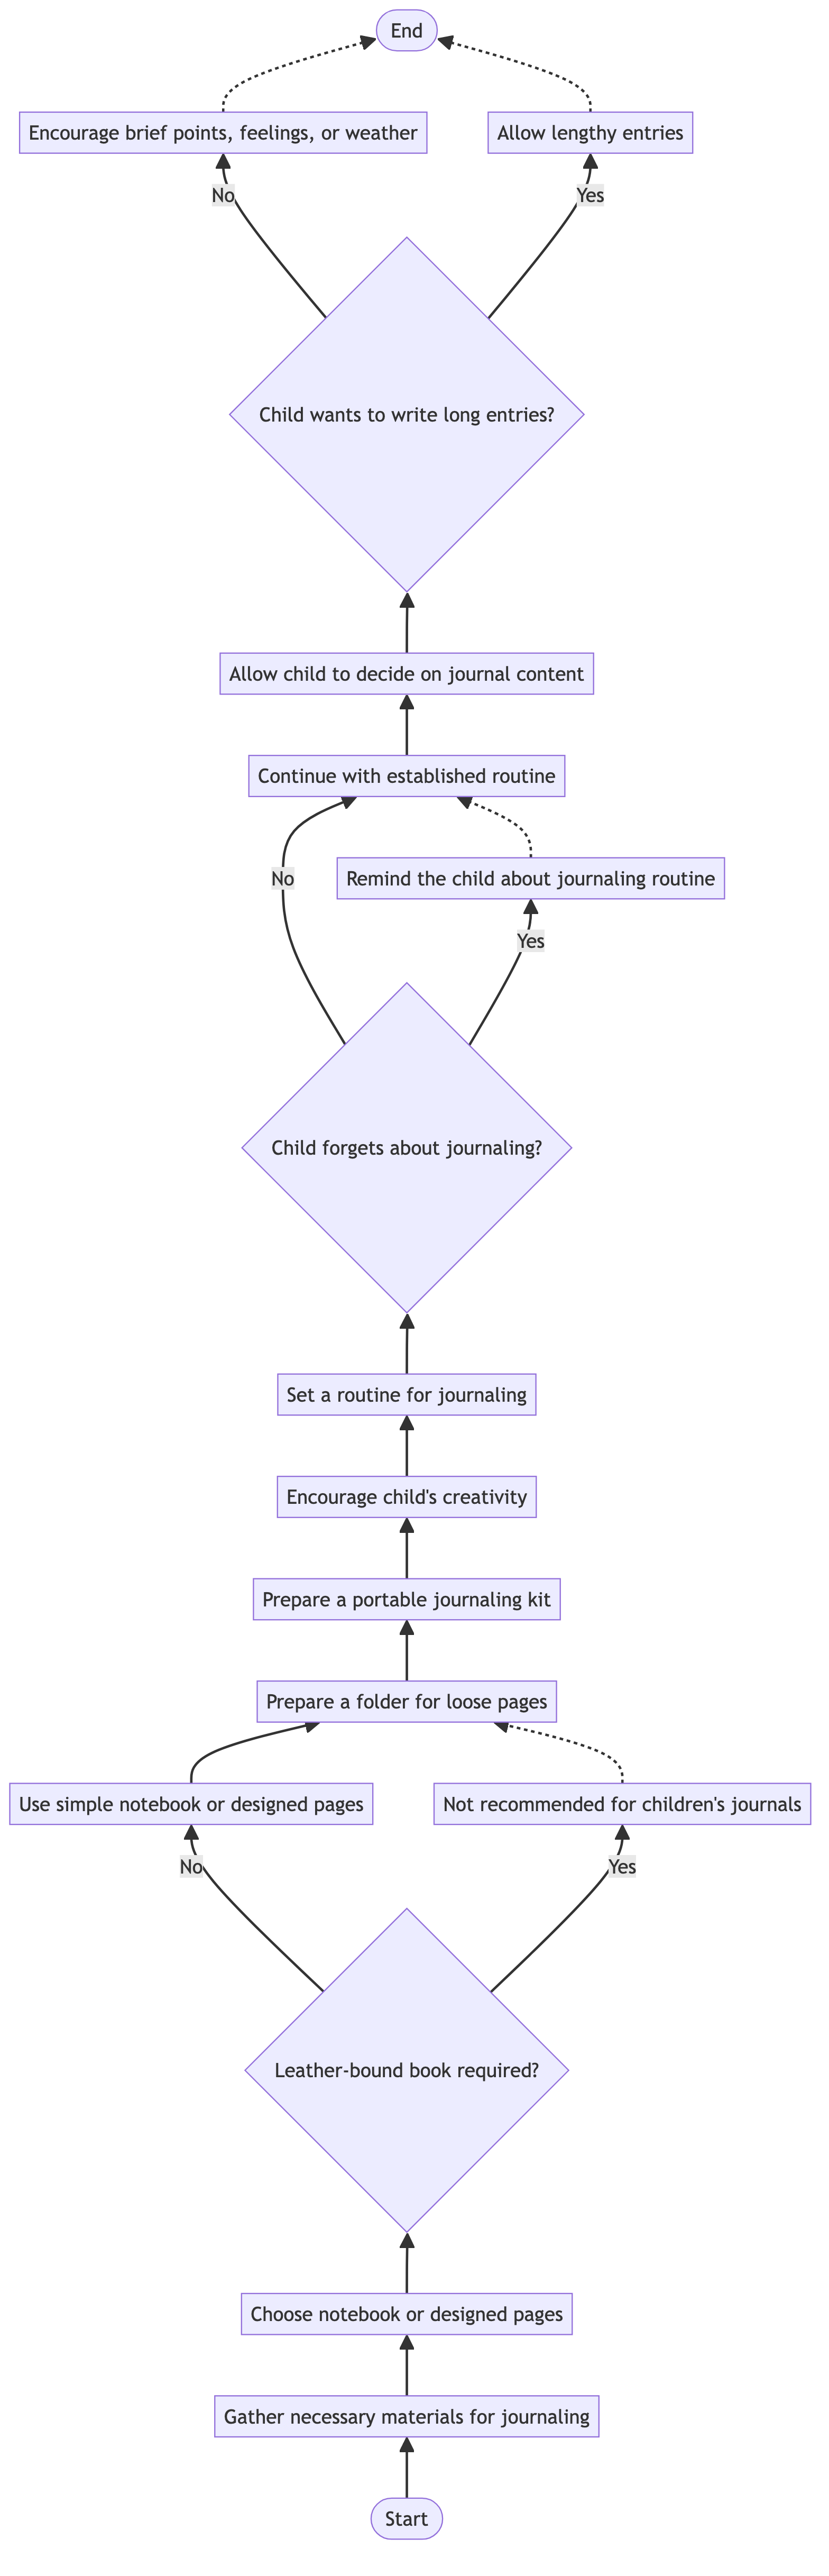 End
Encourage brief points, feelings, or weather
Allow lengthy entries
No
Yes
Child wants to write long entries?
Allow child to decide on journal content
Continue with established routine
No
Remind the child about journaling routine
Yes
Child forgets about journaling?
Set a routine for journaling
Encourage child's creativity
Prepare a portable journaling kit
Prepare a folder for loose pages
Use simple notebook or designed pages
Not recommended for children's journals
No
Yes
Leather-bound book required?
Choose notebook or designed pages
Gather necessary materials for journaling
Start